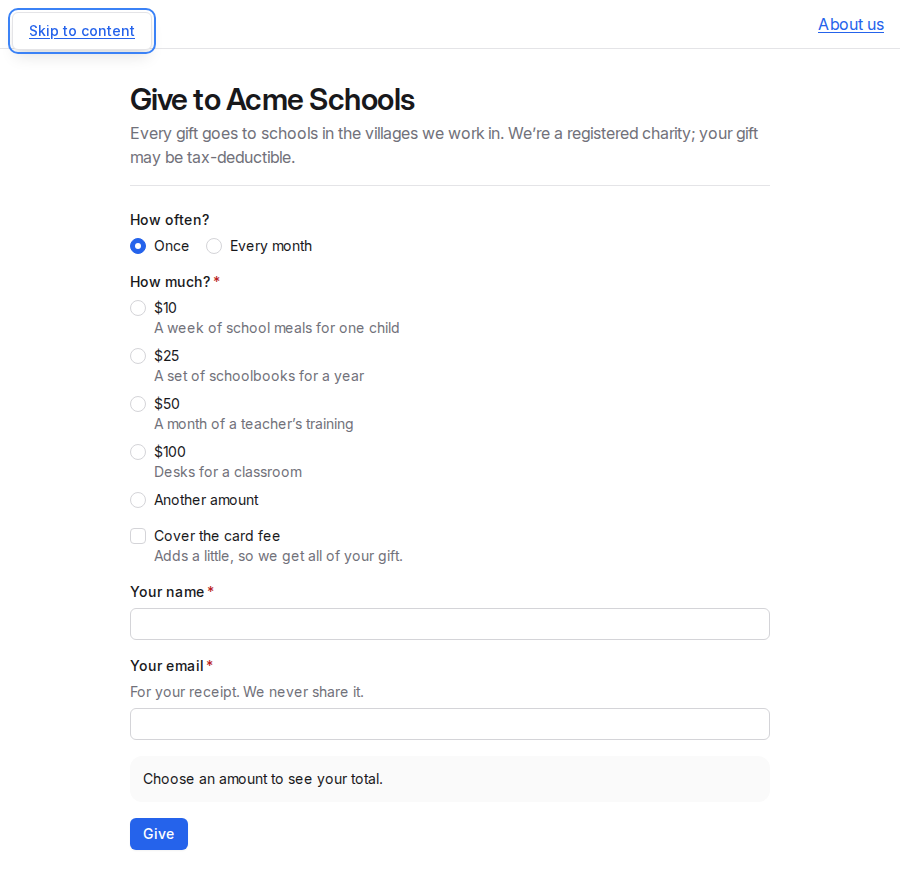 Skip to content
About us
Give to Acme Schools
Every gift goes to schools in the villages we work in. We’re a registered charity; your gift
may be tax-deductible.
How often?
Once
Every month
How much? *
$10
A week of school meals for one child
$25
A set of schoolbooks for a year
$50
A month of a teacher’s training
$100
Desks for a classroom
Another amount
Cover the card fee
Adds a little, so we get all of your gift.
Your name *
Your email *
For your receipt. We never share it.
Choose an amount to see your total.
Give